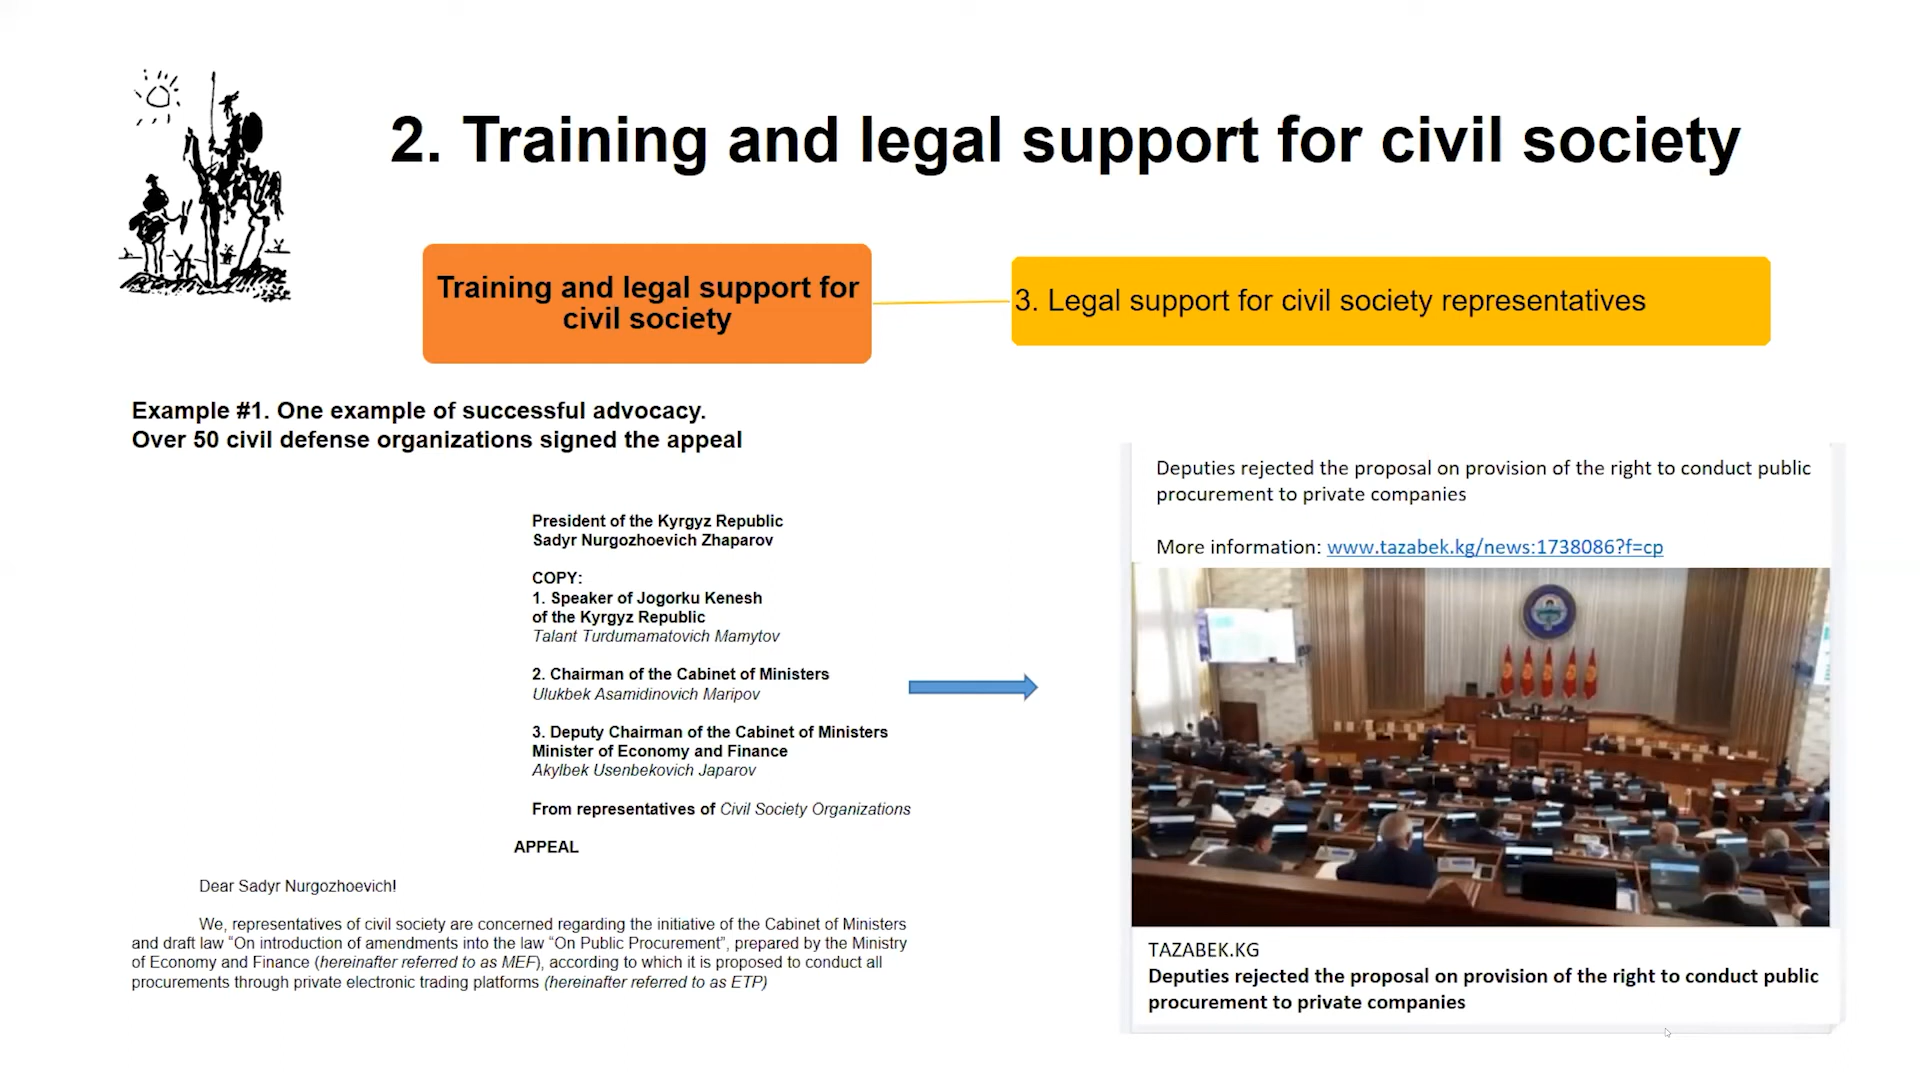 2. Training and legal support for civil society
Training and legal support for
civil society
3. Legal support for civil society representatives
Example #1. One example of successful advocacy.
Over 50 civil defense organizations signed the appeal
President of the Kyrgyz Republic
Sadyr Nurgozhoevich Zhaparov
COPY:
1. Speaker of Jogorku Kenesh
of the Kyrgyz Republic
Talant Turdumamatovich Mamytov
2. Chairman of the Cabinet of Ministers
Ulukbek Asamidinovich Maripov
3. Deputy Chairman of the Cabinet of Ministers
Minister of Economy and Finance
Akylbek Usenbekovich Japarov
From representatives of Civil Society Organizations
APPEAL
Dear Sadyr Nurgozhoevich!
We, representatives of civil society are concerned regarding the initiative of the Cabinet of Ministers
and draft law “On introduction of amendments into the law “On Public Procurement”, prepared by the Ministry
of Economy and Finance (hereinafter referred to as MEF), according to which it is proposed to conduct all
procurements through private electronic trading platforms (hereinafter referred to as ETP)
Deputies rejected the proposal on provision of the right to conduct public
procurement to private companies
More information: www.tazabek.kg/news:1738086?f=cp
TAZABEK.KG
Deputies rejected the proposal on provision of the right to conduct public
procurement to private companies